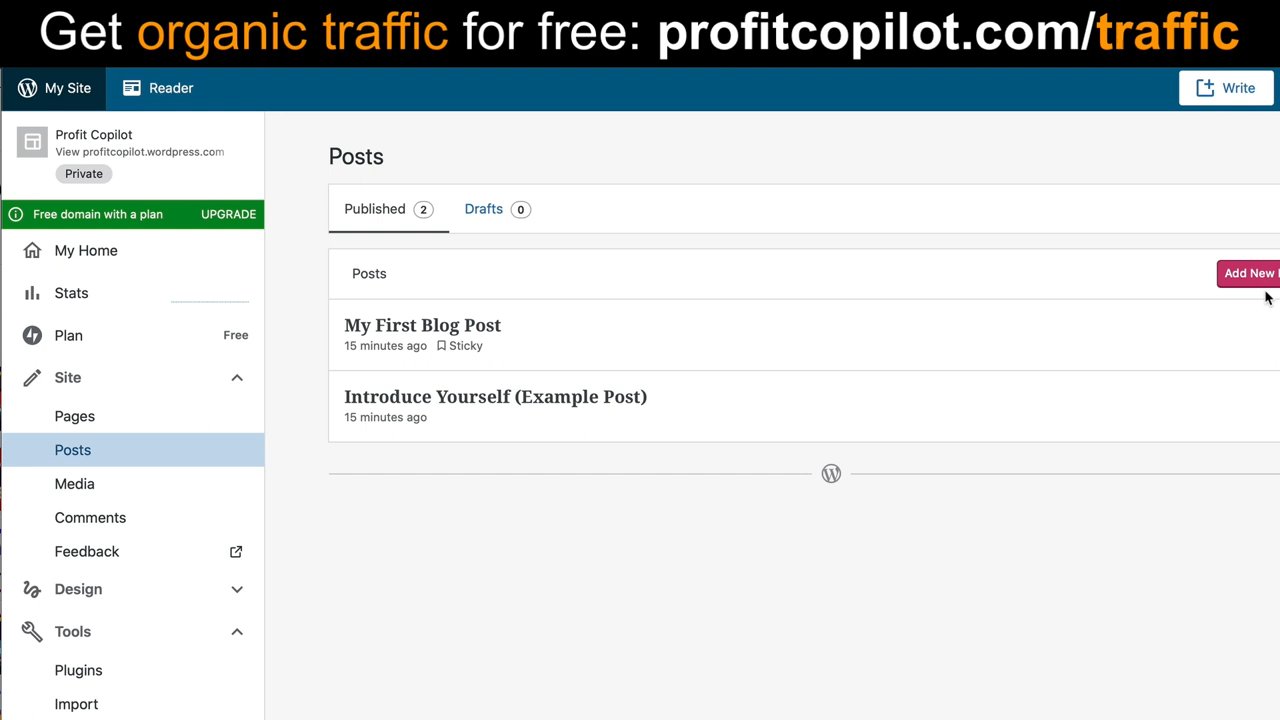 Get organic traffic for free: profitcopilot.com/traffic
My Site
Reader
Write
Profit Copilot
View profitcopilot.wordpress.com
Private
Free domain with a plan UPGRADE
My Home
Stats
Plan Free
Site
Pages
Posts
Media
Comments
Feedback
Design
Tools
Plugins
Import
Posts
Published 2
Drafts 0
Posts
Add New
My First Blog Post
15 minutes ago Sticky
Introduce Yourself (Example Post)
15 minutes ago